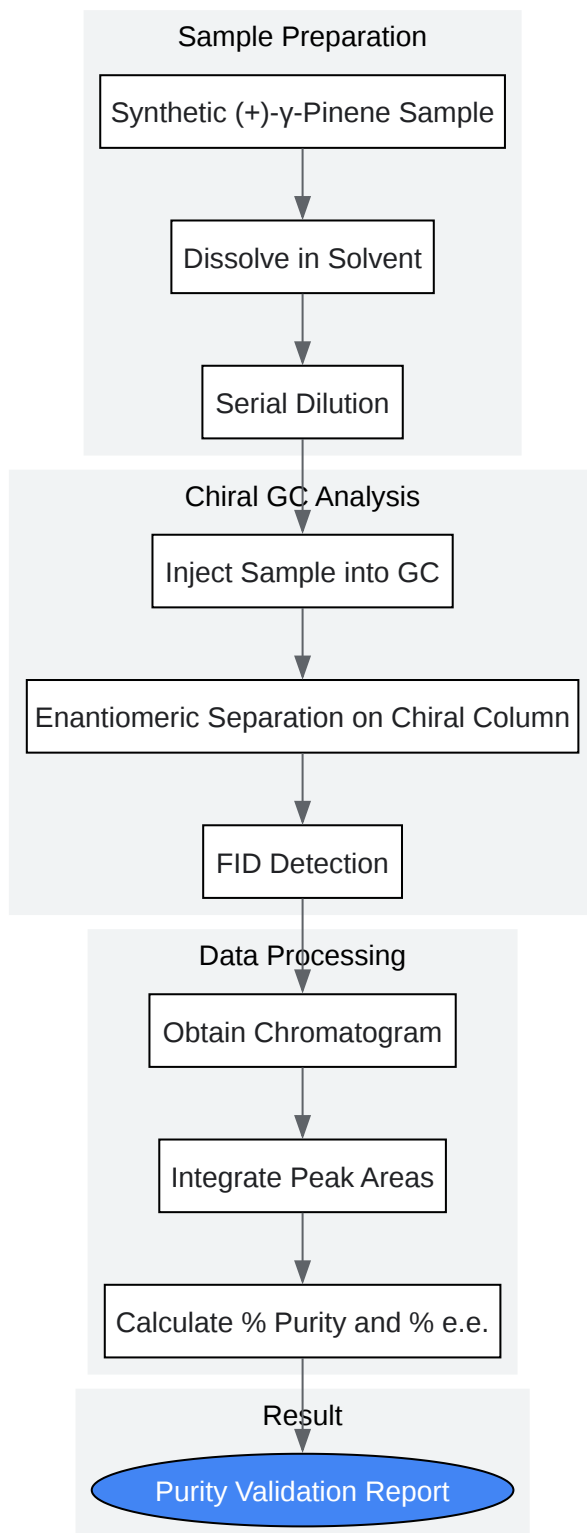 Sample Preparation
Synthetic (+)-γ-Pinene Sample
Dissolve in Solvent
Serial Dilution
Chiral GC Analysis
Inject Sample into GC
Enantiomeric Separation on Chiral Column
FID Detection
Data Processing
Obtain Chromatogram
Integrate Peak Areas
Calculate % Purity and % e.e.
Result
Purity Validation Report